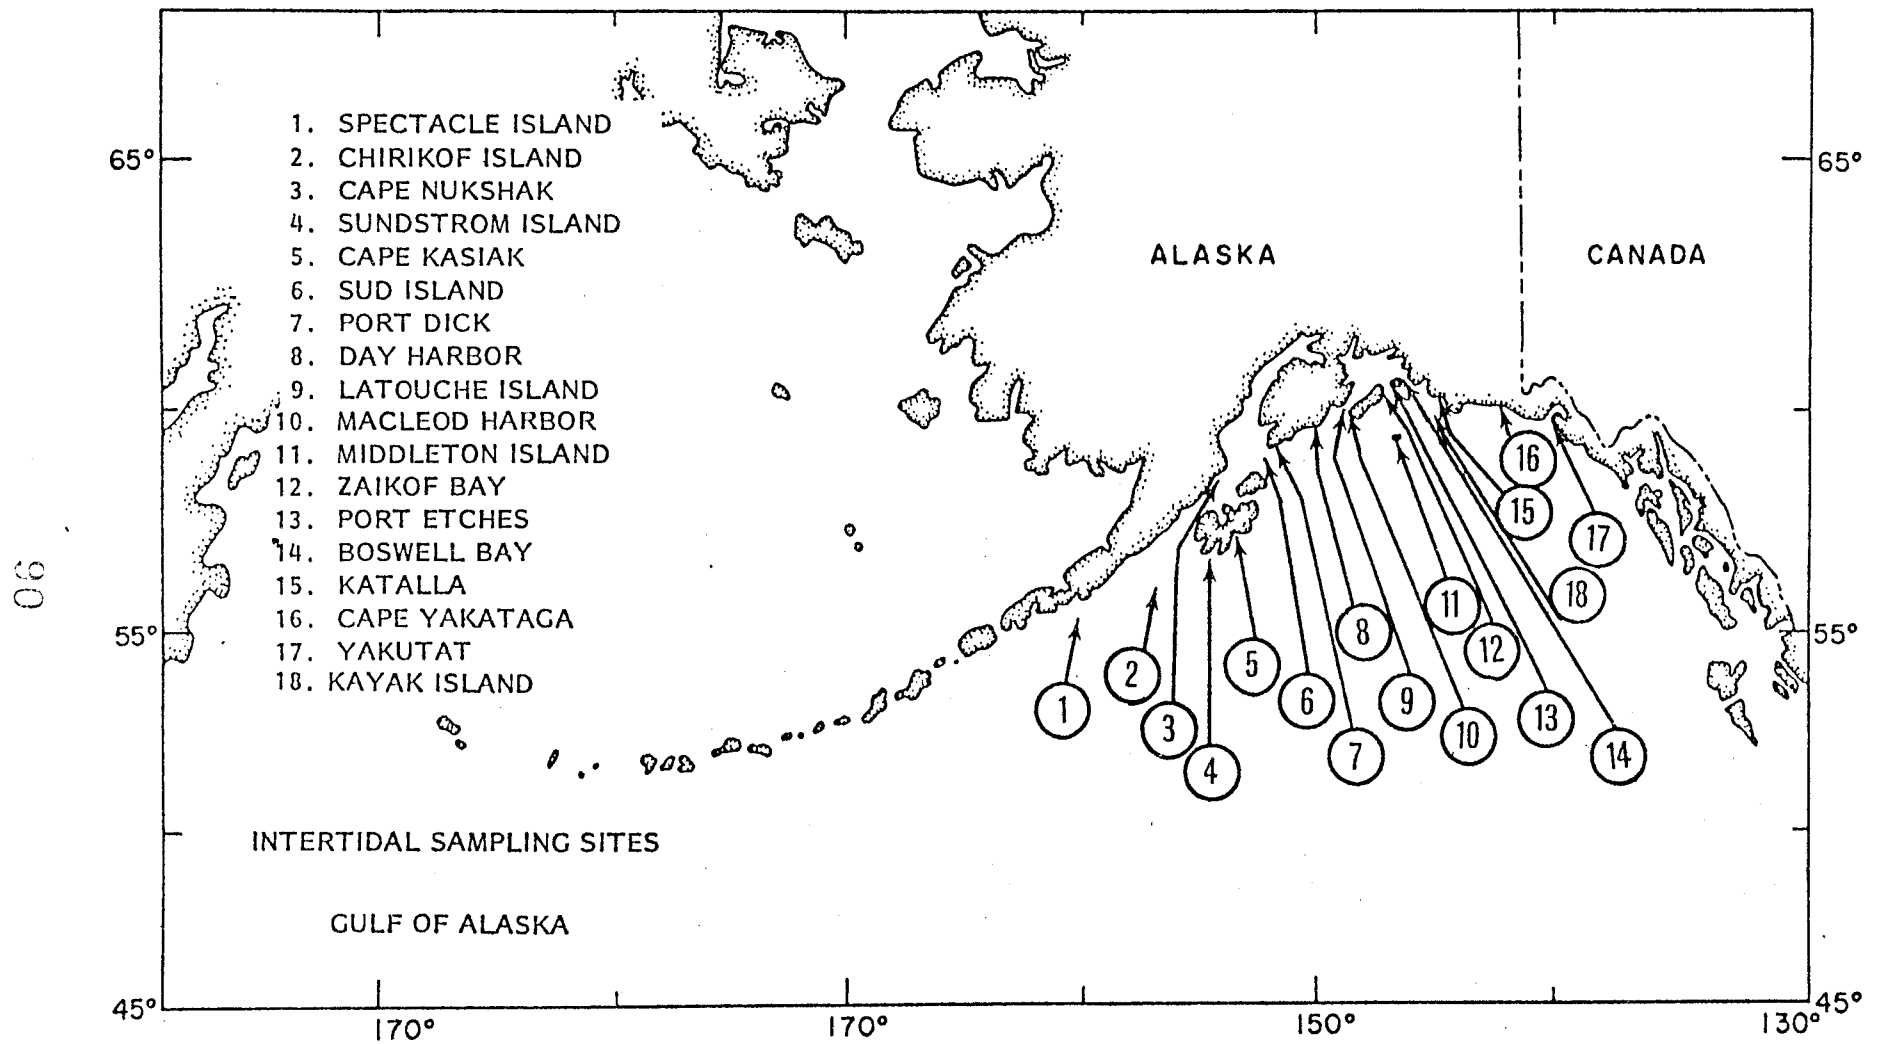 1. SPECTACLE ISLAND
2. CHIRIKOF ISLAND
3. CAPE NUKSHAK
4. SUNDSTROM ISLAND
5. CAPE KASIAK
6. SUD ISLAND
7. PORT DICK
8. DAY HARBOR
9. LATOUCHE ISLAND
10. MACLEOD HARBOR
11. MIDDLETON ISLAND
12. ZAIKOF BAY
13. PORT ETCHES
14. BOSWELL BAY
15. KATALLA
16. CAPE YAKATAGA
17. YAKUTAT
18. KAYAK ISLAND
65°
65°
ALASKA
CANADA
16
15
17
18
11
12
8
5
2
1
3
4
6
7
9
10
13
14
55°
55°
90
INTERTIDAL SAMPLING SITES
GULF OF ALASKA
45°
45°
170°
170°
150°
130°